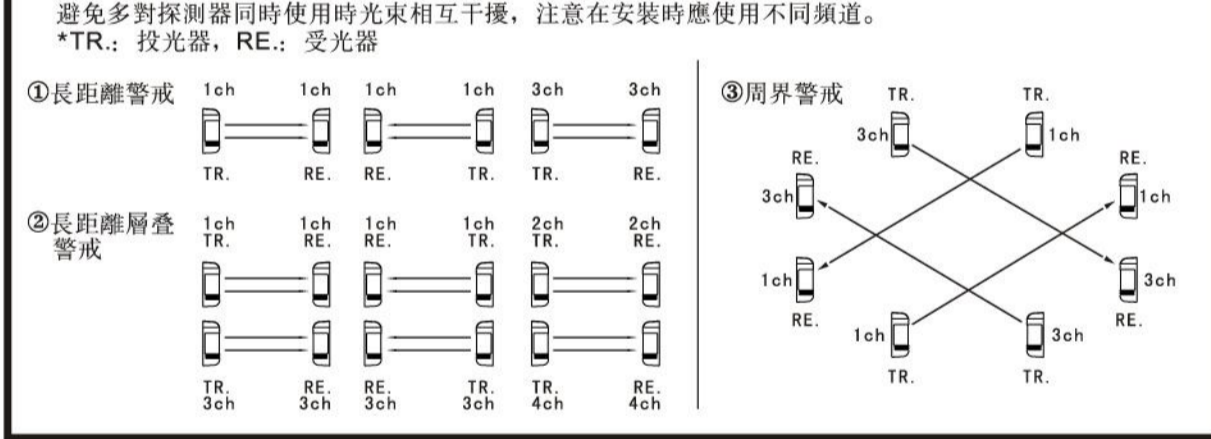 避免多對探測器同時使用時光束相互干擾，注意在安裝時應使用不同頻道。
*TR.：投光器，RE.：受光器
①長距離警戒
1ch 1ch 1ch 1ch 3ch 3ch
TR. RE. RE. TR. TR. RE.
②長距離層叠
警戒
1ch 1ch 1ch 1ch 2ch 2ch
TR. RE. RE. TR. TR. RE.
TR. RE. RE. TR. TR. RE.
3ch 3ch 3ch 3ch 4ch 4ch
③周界警戒
TR. TR.
3ch 1ch
RE. RE.
3ch 1ch
1ch 3ch
RE. RE.
1ch 3ch
TR. TR.